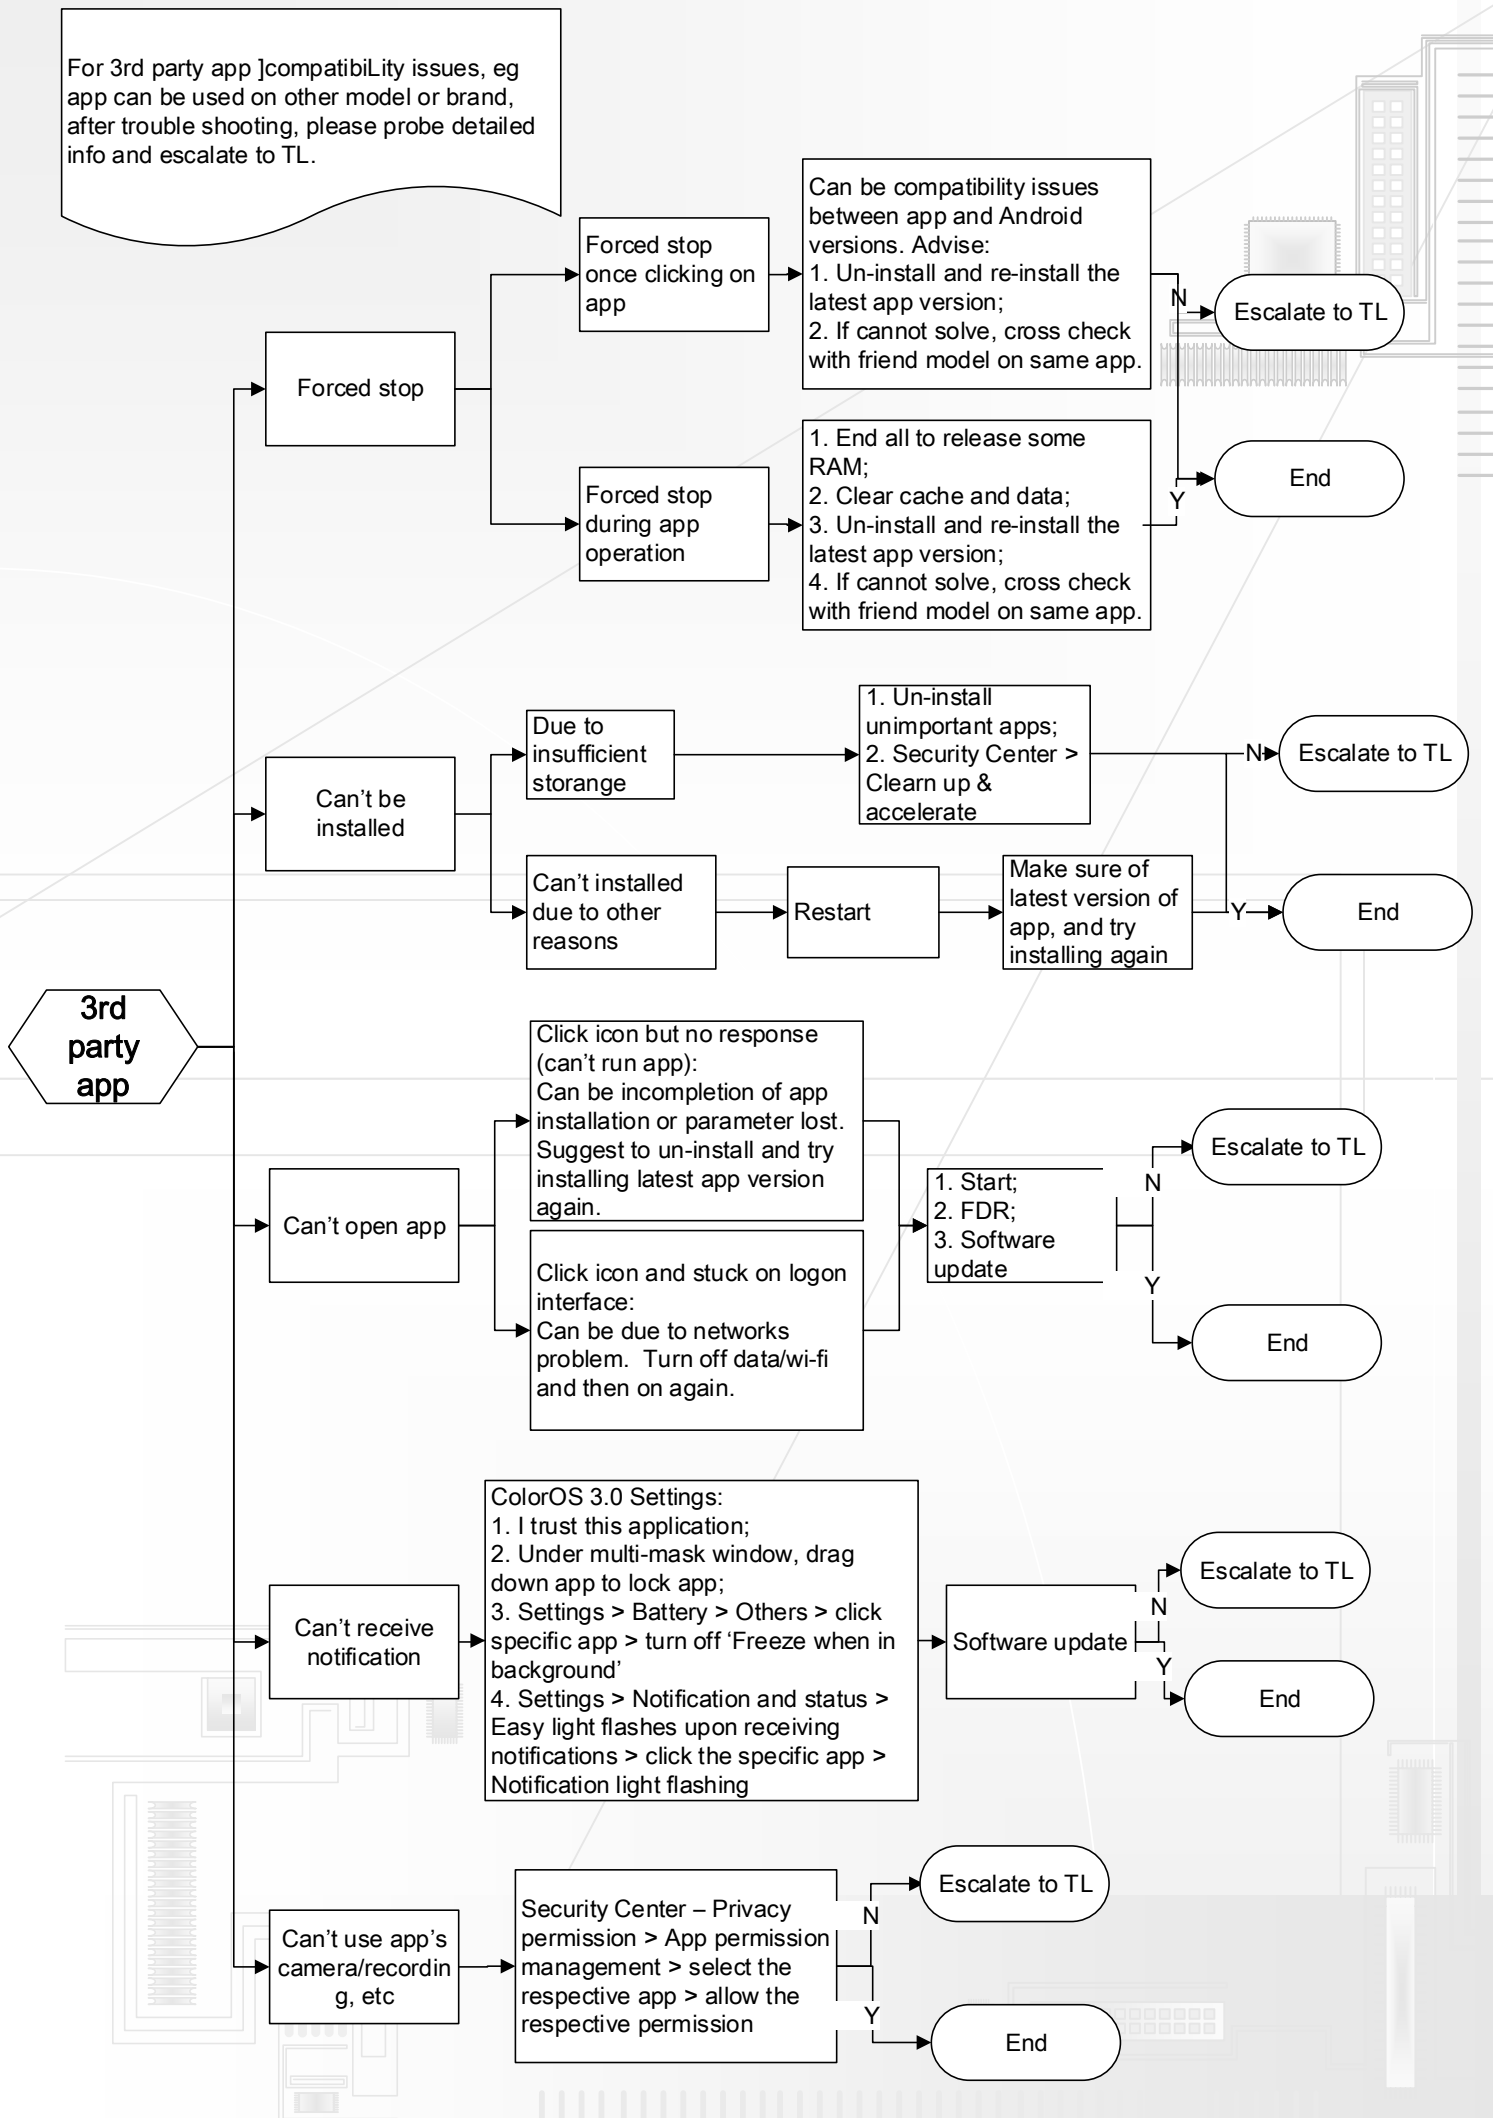 For 3rd party app ]compatibiLity issues, eg
app can be used on other model or brand,
after trouble shooting, please probe detailed
info and escalate to TL.
Can be compatibility issues
between app and Android
versions. Advise:
1. Un-install and re-install the
latest app version;
2. If cannot solve, cross check
with friend model on same app.
Forced stop
once clicking on
app
N
Escalate to TL
Forced stop
1. End all to release some
RAM;
2. Clear cache and data;
3. Un-install and re-install the
latest app version;
4. If cannot solve, cross check
with friend model on same app.
Forced stop
during app
operation
Y
End
Due to
insufficient
storange
1. Un-install
unimportant apps;
2. Security Center >
Clearn up &
accelerate
N
Escalate to TL
Can't be
installed
Can't installed
due to other
reasons
Restart
Make sure of
latest version of
app, and try
installing again
Y
End
3rd
party
app
Click icon but no response
(can't run app):
Can be incompletion of app
installation or parameter lost.
Suggest to un-install and try
installing latest app version
again.
Escalate to TL
N
Can't open app
1. Start;
2. FDR;
3. Software
update
Click icon and stuck on logon
interface:
Can be due to networks
problem.  Turn off data/wi-fi
and then on again.
Y
End
ColorOS 3.0 Settings:
1. I trust this application;
2. Under multi-mask window, drag
down app to lock app;
3. Settings > Battery > Others > click
specific app > turn off ‘Freeze when in
background’
4. Settings > Notification and status >
Easy light flashes upon receiving
notifications > click the specific app >
Notification light flashing
Can't receive
notification
Software update
Escalate to TL
N
Y
End
Can't use app's
camera/recordin
g, etc
Security Center – Privacy
permission > App permission
management > select the
respective app > allow the
respective permission
Escalate to TL
N
Y
End